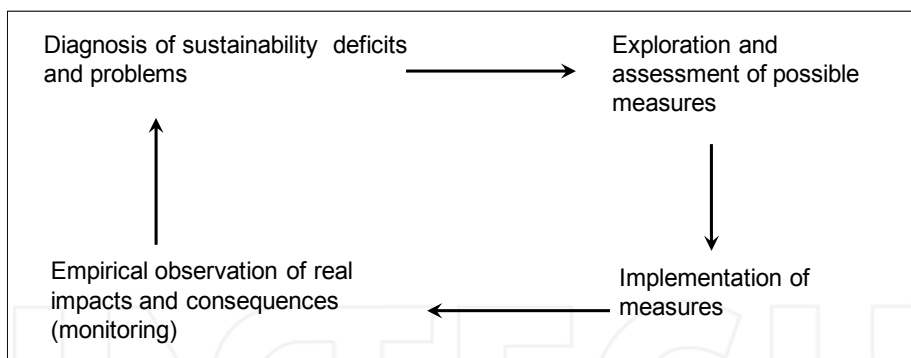 Diagnosis of sustainability deficits
and problems
Exploration and
assessment of possible
measures
Empirical observation of real
impacts and consequences
(monitoring)
Implementation of
measures